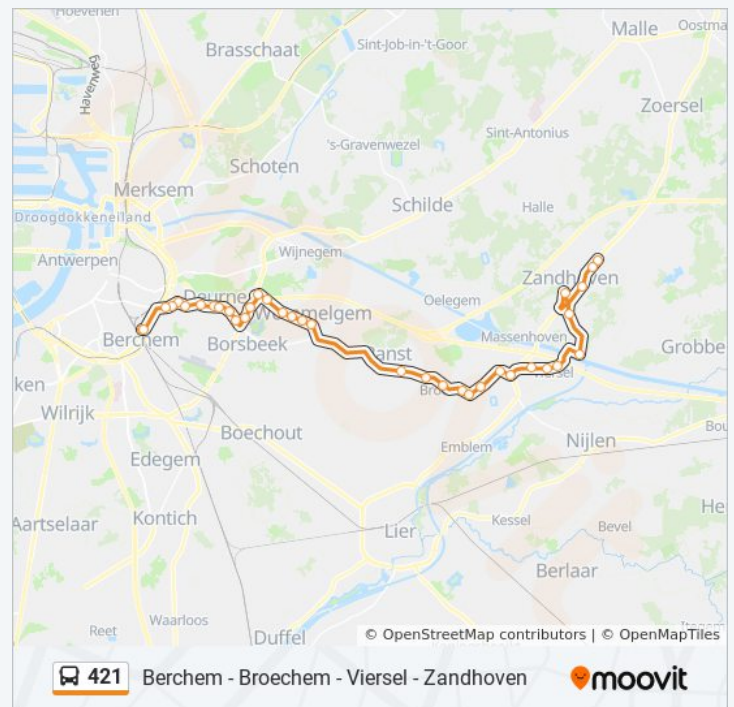 Hoevenen
Malle
Oostma
Brasschaat
Sint-Job-in-'t-Goor
Havenweg
Zoersel
Sint-Antonius
's-Gravenwezel
Schoten
Merksem
Schilde
Halle
Droogdokkeneiland
Wijnegem
Antwerpen
Zandhoven
Deurne
Oelegem
Wommelgem
Massenhoven
Berchem
Borsbeek
Ranst
Grobbe
Viersel
ken
Broe
Wilrijk
Bou
Boechout
Nijlen
Emblem
Edegem
He
Aartselaar
Kontich
Lier
Kessel
Bevel
Berlaar
Waarloos
Reet
Itegem
Duffel
© OpenStreetMap contributors | © OpenMapTiles
421 Berchem - Broechem - Viersel - Zandhoven moovit